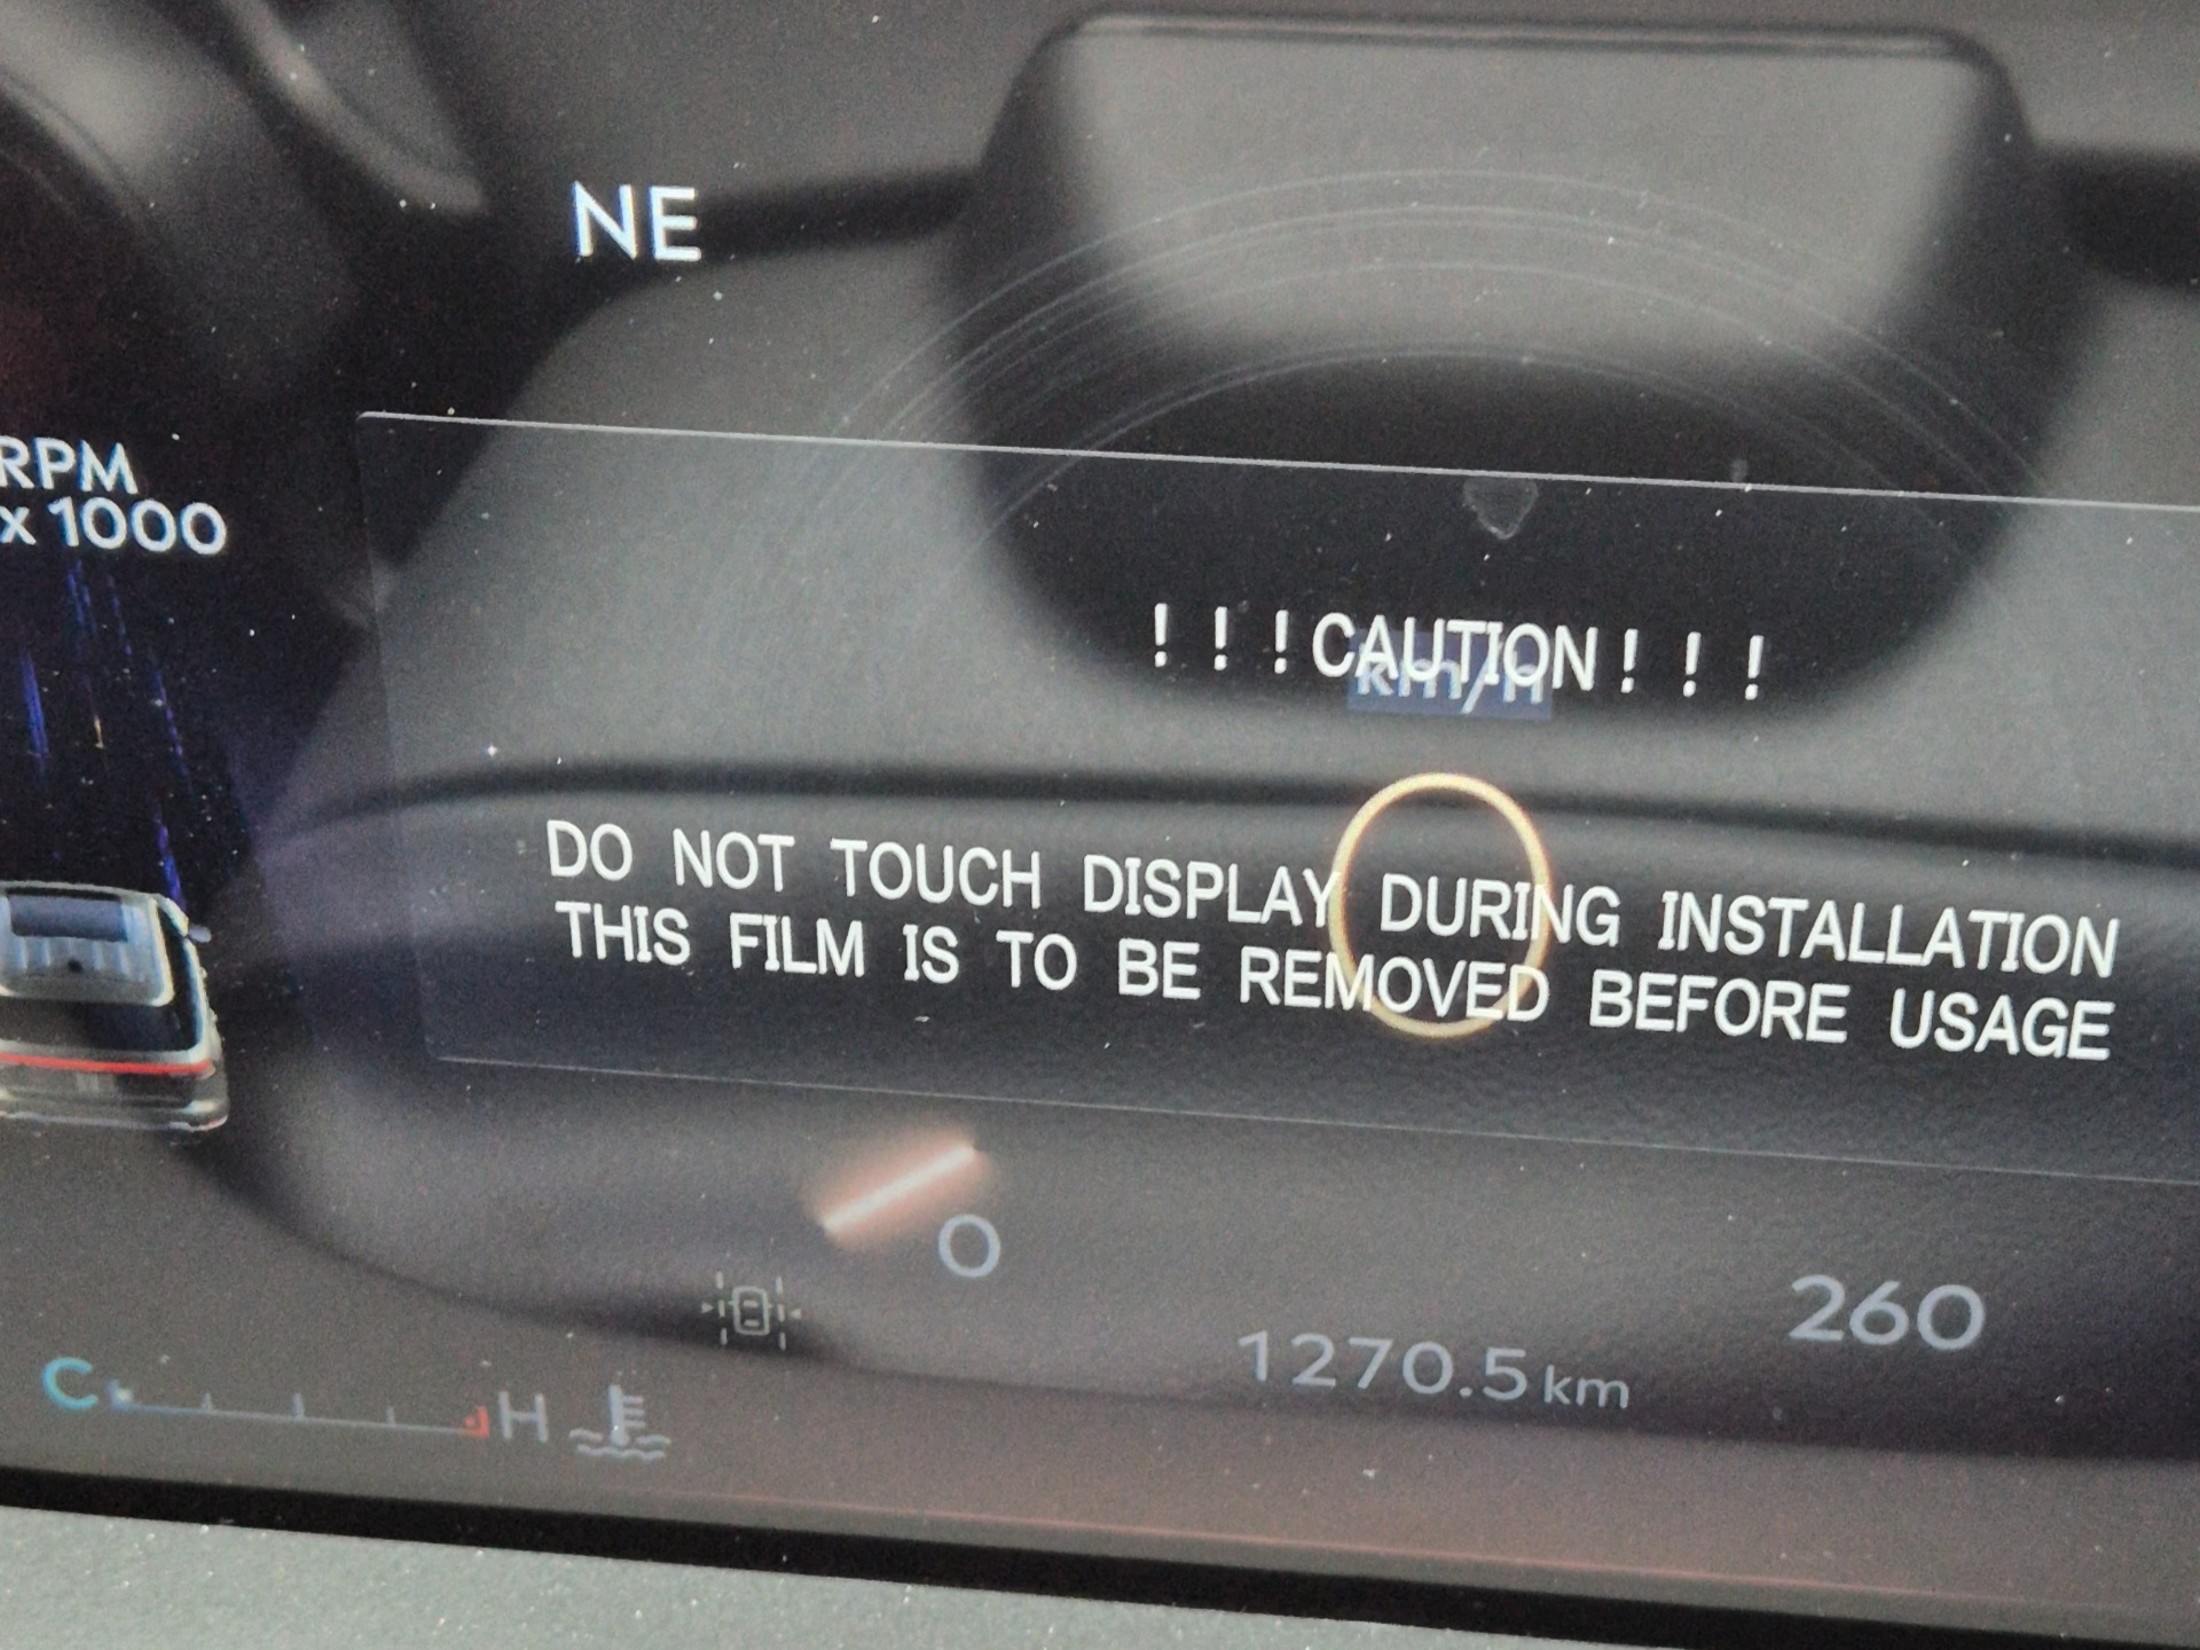 NE
RPM
x 1000
!!!CAUTION!!!
km/h
DO NOT TOUCH DISPLAY DURING INSTALLATION
THIS FILM IS TO BE REMOVED BEFORE USAGE
0
0
260
1270.5 km
C H